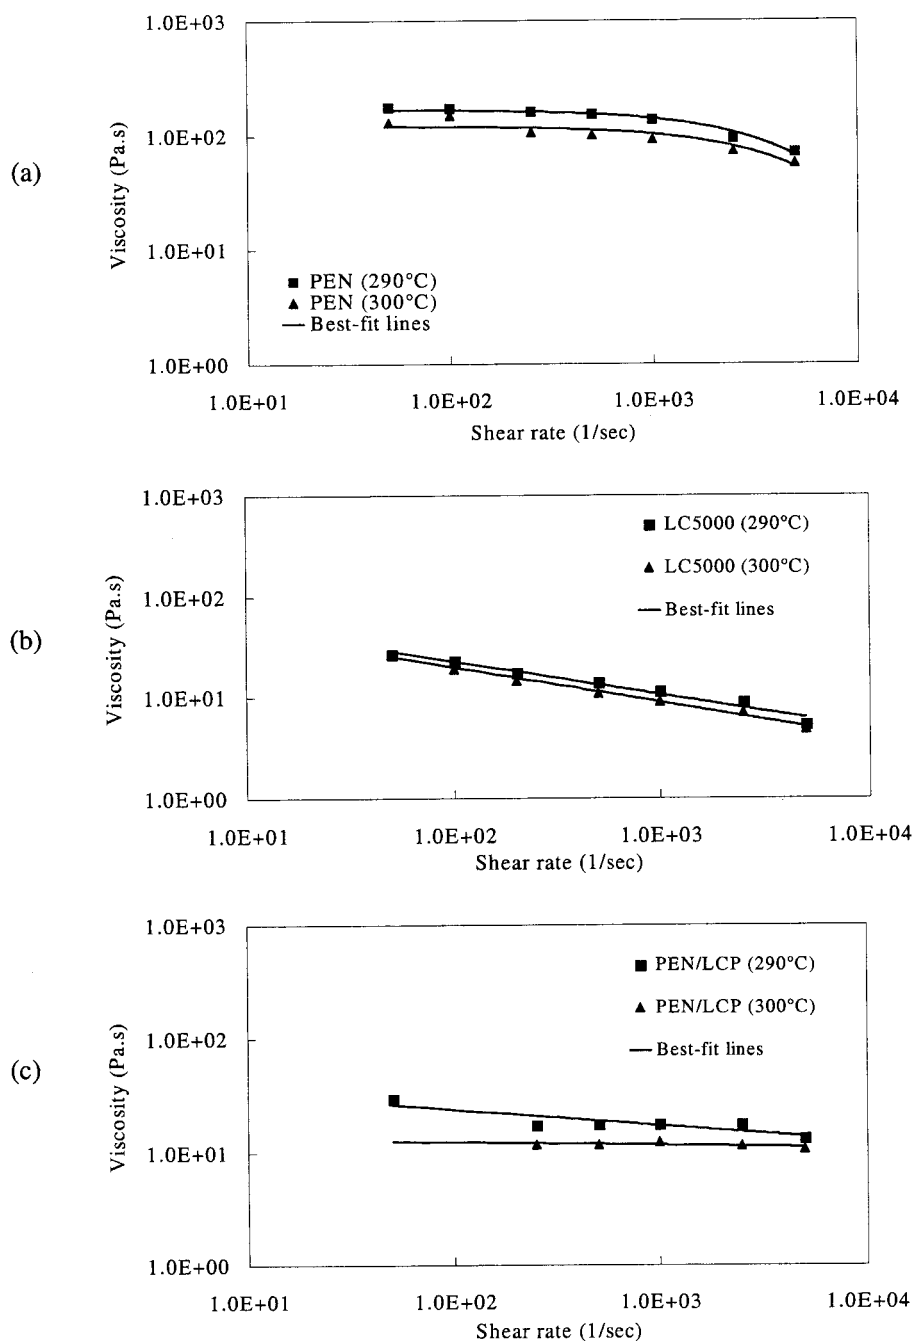 (a)
Viscosity (Pa.s)
1.0E+03
1.0E+02
1.0E+01
1.0E+00
PEN (290°C)
PEN (300°C)
Best-fit lines
1.0E+01 1.0E+02 1.0E+03 1.0E+04
Shear rate (1/sec)
(b)
Viscosity (Pa.s)
1.0E+03
1.0E+02
1.0E+01
1.0E+00
LC5000 (290°C)
LC5000 (300°C)
Best-fit lines
1.0E+01 1.0E+02 1.0E+03 1.0E+04
Shear rate (1/sec)
(c)
Viscosity (Pa.s)
1.0E+03
1.0E+02
1.0E+01
1.0E+00
PEN/LCP (290°C)
PEN/LCP (300°C)
Best-fit lines
1.0E+01 1.0E+02 1.0E+03 1.0E+04
Shear rate (1/sec)